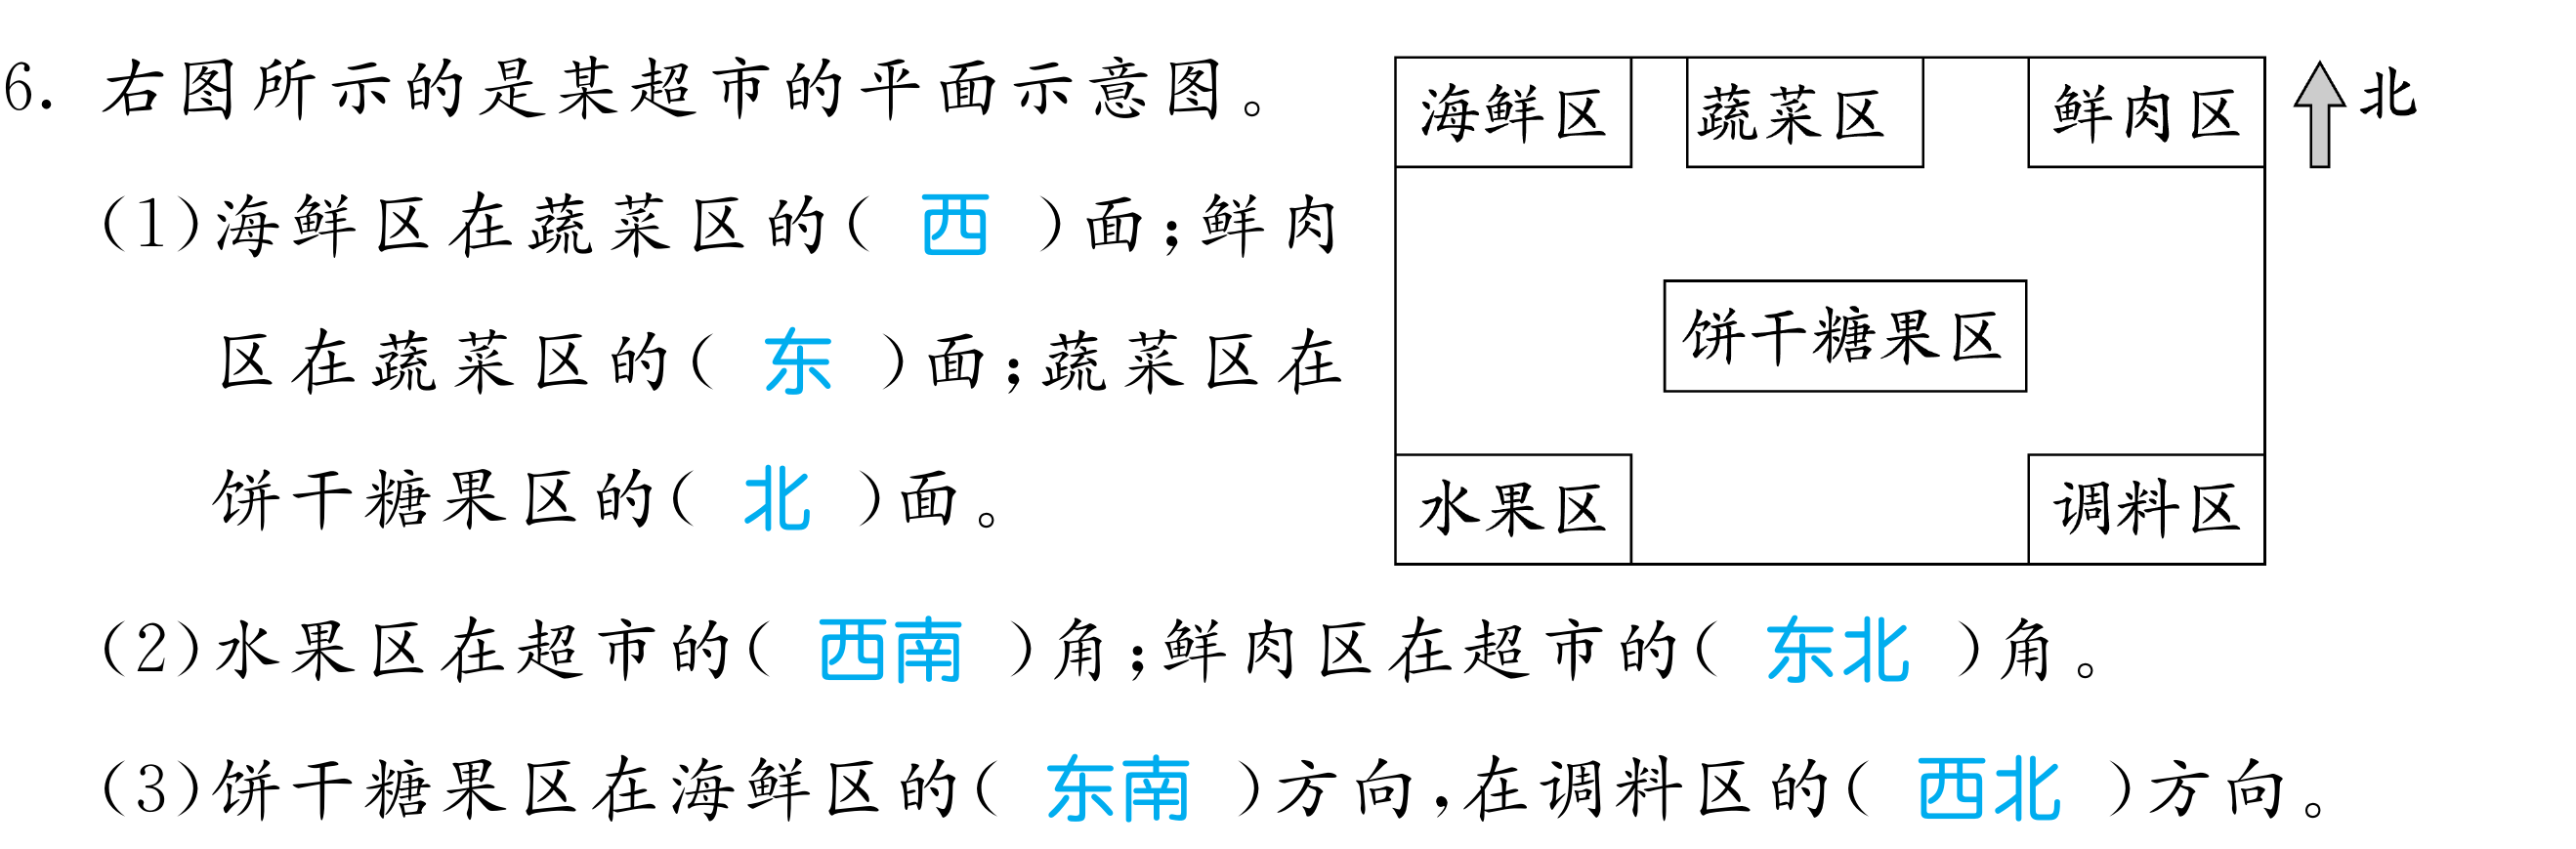 6. 右图所示的是某超市的平面示意图。
(1)海鲜区在蔬菜区的( 西 )面;鲜肉
区在蔬菜区的( 东 )面;蔬菜区在
饼干糖果区的( 北 )面。
海鲜区 蔬菜区 鲜肉区 北
饼干糖果区
水果区 调料区
(2)水果区在超市的( 西南 )角;鲜肉区在超市的( 东北 )角。
(3)饼干糖果区在海鲜区的( 东南 )方向,在调料区的( 西北 )方向。